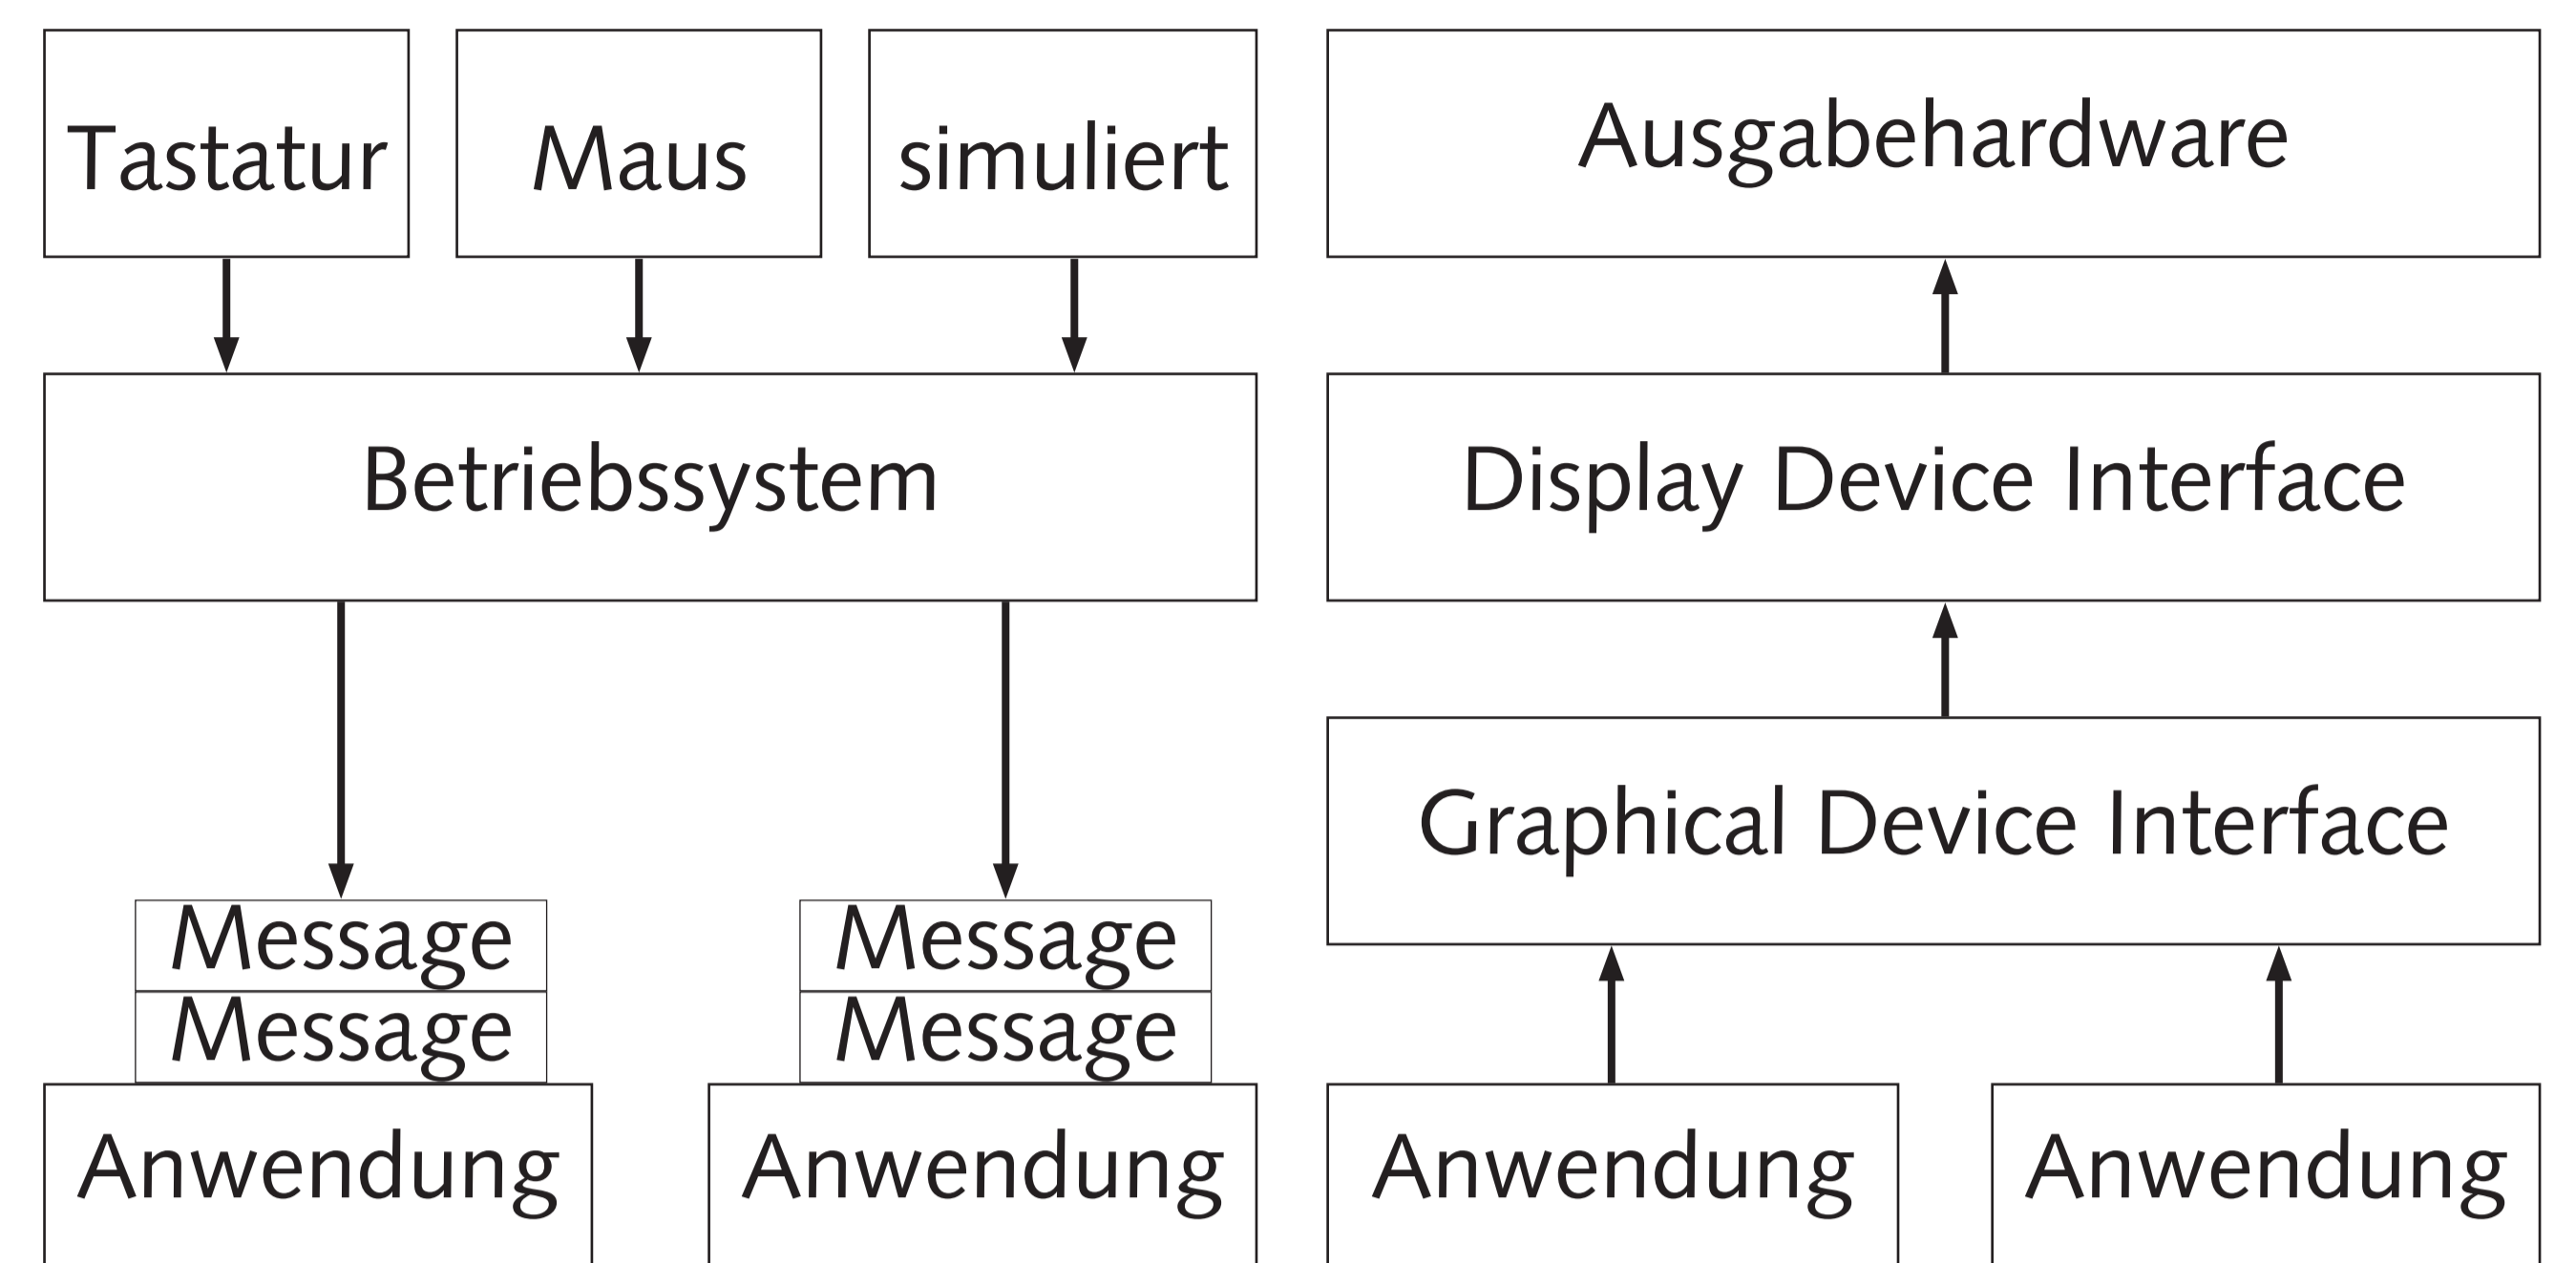 Tastatur
Maus
simuliert
Ausgabehardware
Betriebssystem
Display Device Interface
Graphical Device Interface
Message
Message
Message
Message
Anwendung
Anwendung
Anwendung
Anwendung